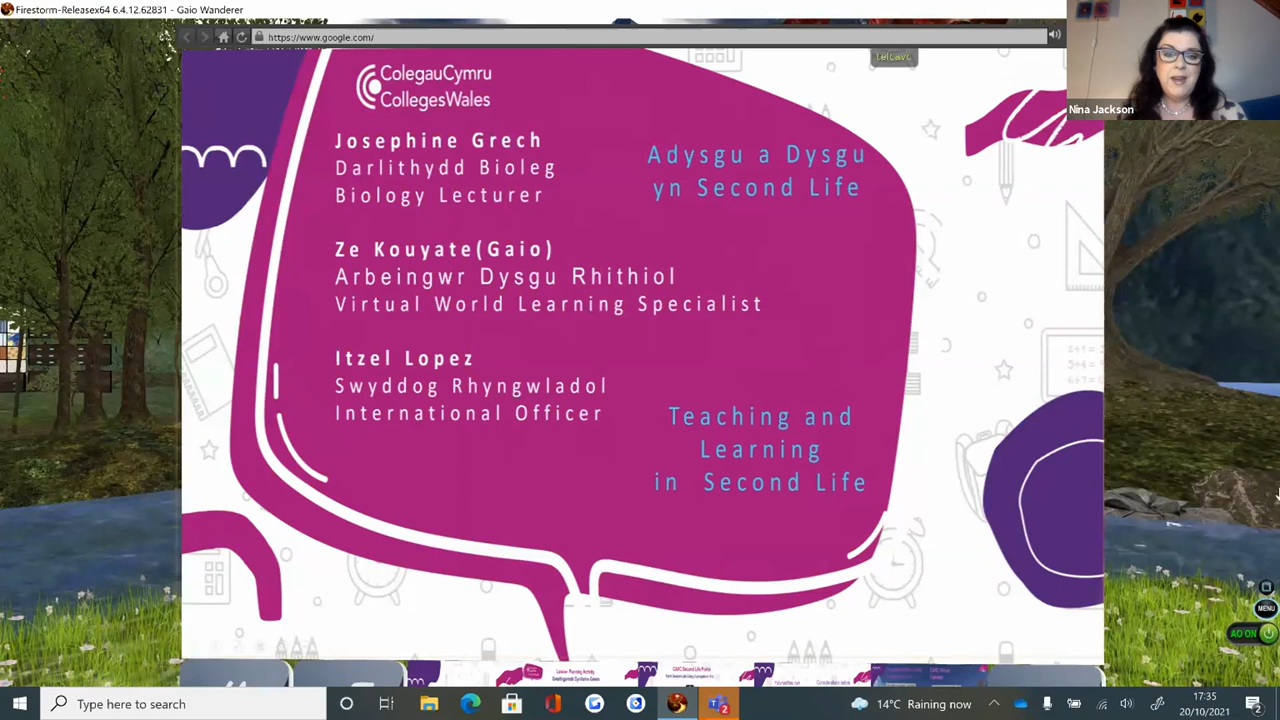 Firestorm-Releasex64 6.4.12.62831 - Gaio Wanderer
https://www.google.com/
ColegauCymru
CollegesWales
Nina Jackson
Josephine Grech
Darlithydd Bioleg
Biology Lecturer
Adysgu a Dysgu
yn Second Life
Ze Kouyate(Gaio)
Arbeingwr Dysgu Rhithiol
Virtual World Learning Specialist
Itzel Lopez
Swyddog Rhyngwladol
International Officer
Teaching and
Learning
in Second Life
MENU
AO ON
Type here to search
14°C Raining now
17:35
20/10/2021